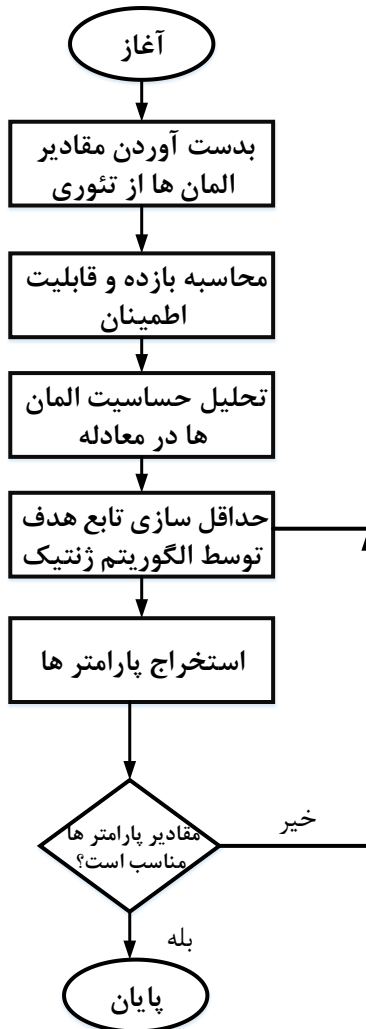 آغاز
بدست آوردن مقادیر
المان ها از تئوری
محاسبه بازده و قابلیت
اطمینان
تحلیل حساسیت المان
ها در معادله
حداقل سازی تابع هدف
توسط الگوریتم ژنتیک
استخراج پارامتر ها
مقادیر پارامتر ها
مناسب است؟
خیر
بله
پایان